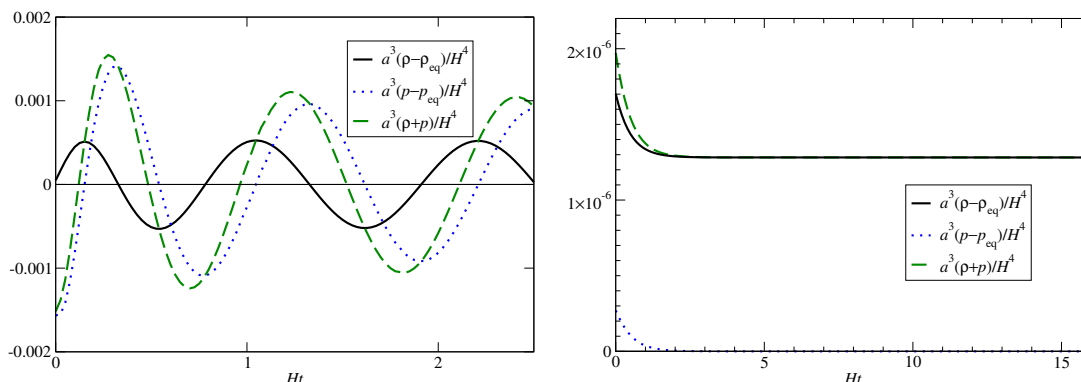 0.002
0.001
0
-0.001
-0.002
0
1
2
Ht
a³(ρ−ρeq)/H⁴
a³(p−peq)/H⁴
a³(ρ+p)/H⁴
2×10⁻⁶
1×10⁻⁶
0
0
5
10
15
Ht
a³(ρ−ρeq)/H⁴
a³(p−peq)/H⁴
a³(ρ+p)/H⁴